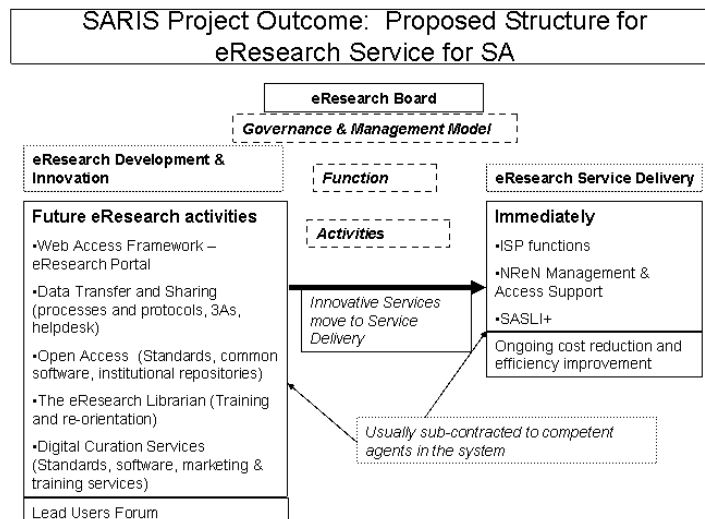 SARIS Project Outcome:  Proposed Structure for
eResearch Service for SA
eResearch Board
Governance & Management Model
eResearch Development &
Innovation
Function
eResearch Service Delivery
Future eResearch activities
•Web Access Framework –
eResearch Portal
•Data Transfer and Sharing
(processes and protocols, 3As,
helpdesk)
•Open Access  (Standards, common
software, institutional repositories)
•The eResearch Librarian (Training
and re-orientation)
•Digital Curation Services
(Standards, software, marketing &
training services)
Lead Users Forum
Activities
Innovative Services
move to Service
Delivery
Immediately
•ISP functions
•NReN Management &
Access Support
•SASLI+
Ongoing cost reduction and
efficiency improvement
Usually sub-contracted to competent
agents in the system